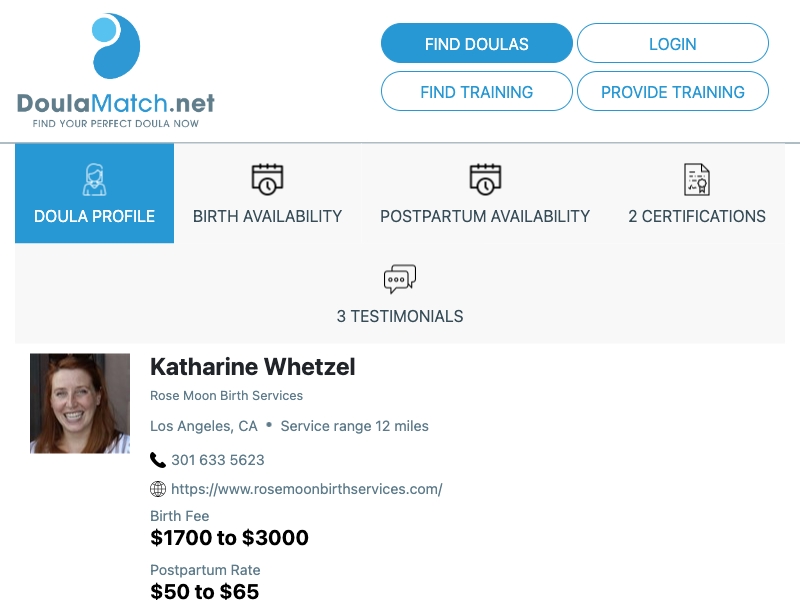 DoulaMatch.net
FIND YOUR PERFECT DOULA NOW
FIND DOULAS
LOGIN
FIND TRAINING
PROVIDE TRAINING
DOULA PROFILE
BIRTH AVAILABILITY
POSTPARTUM AVAILABILITY
2 CERTIFICATIONS
3 TESTIMONIALS
Katharine Whetzel
Rose Moon Birth Services
Los Angeles, CA • Service range 12 miles
301 633 5623
https://www.rosemoonbirthservices.com/
Birth Fee
$1700 to $3000
Postpartum Rate
$50 to $65